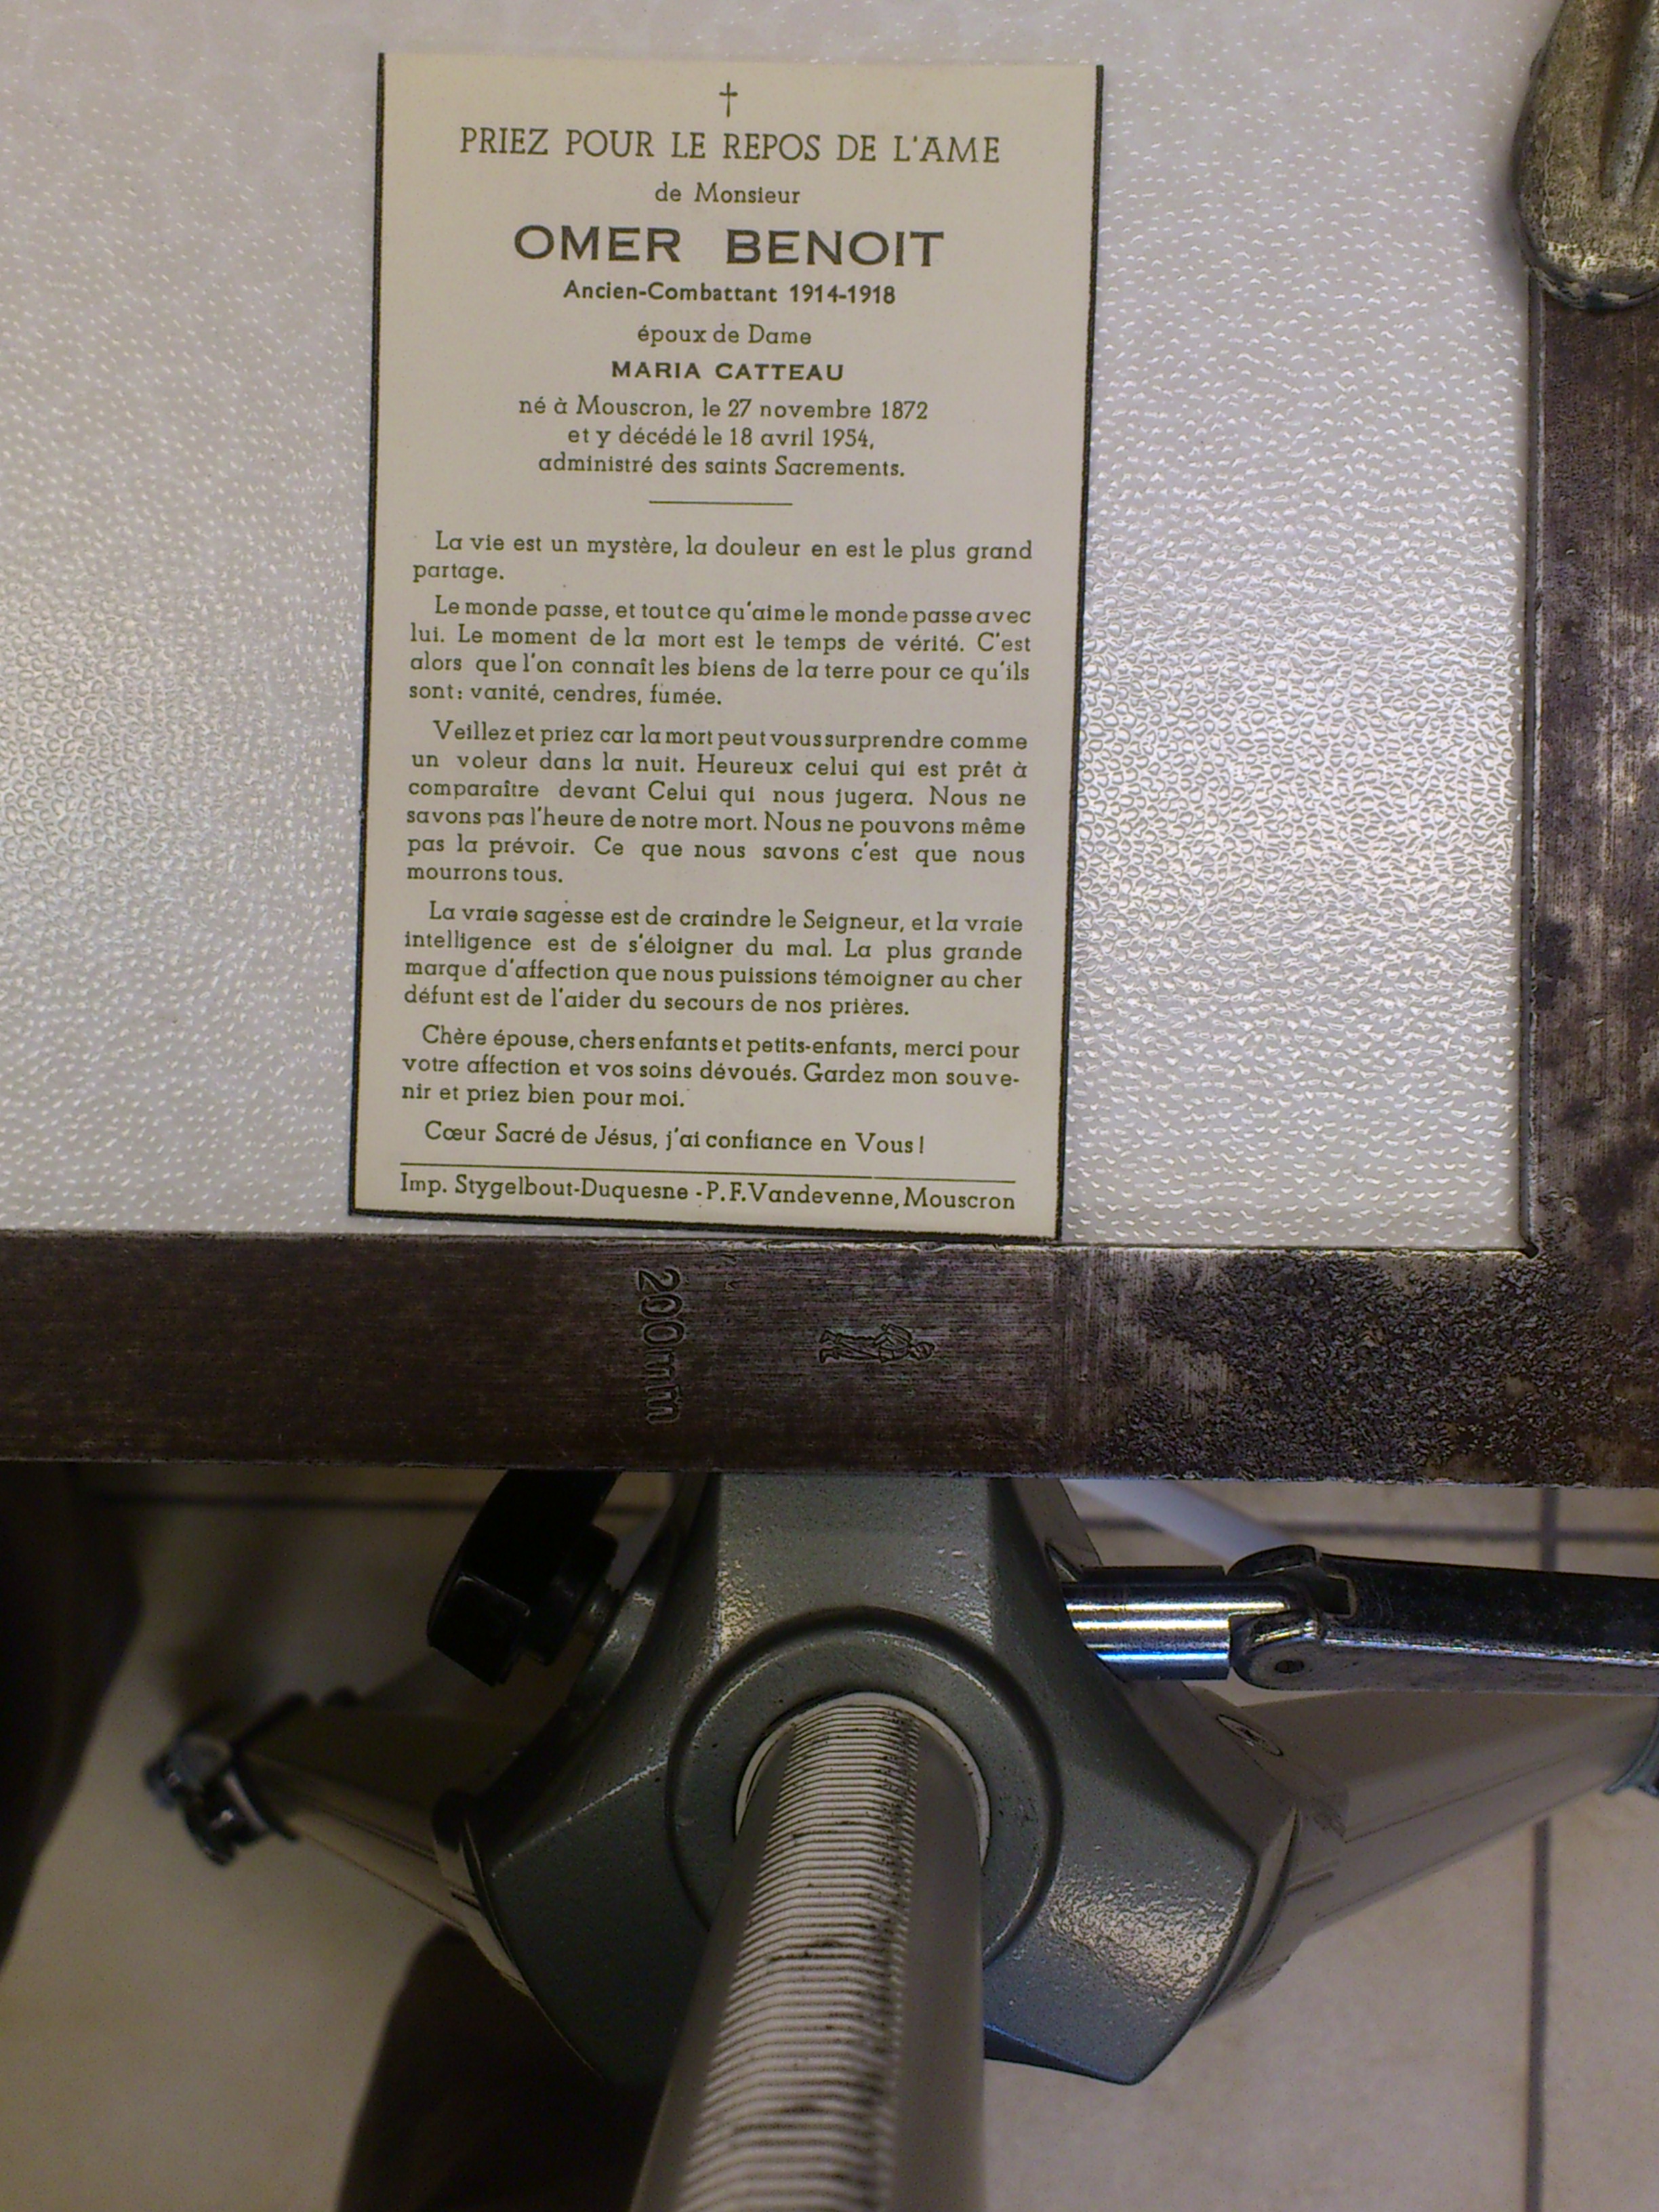 PRIEZ POUR LE REPOS DE L'AME
de Monsieur
OMER BENOIT
Ancien-Combattant 1914-1918
époux de Dame
MARIA CATTEAU
né à Mouscron, le 27 novembre 1872
et y décédé le 18 avril 1954,
administré des saints Sacrements.
La vie est un mystère, la douleur en est le plus grand
partage.
Le monde passe, et tout ce qu'aime le monde passe avec
lui. Le moment de la mort est le temps de vérité. C'est
alors que l'on connaît les biens de la terre pour ce qu'ils
sont: vanité, cendres, fumée.
Veillez et priez car la mort peut vous surprendre comme
un voleur dans la nuit. Heureux celui qui est prêt à
comparaître devant Celui qui nous jugera. Nous ne
savons pas l'heure de notre mort. Nous ne pouvons même
pas la prévoir. Ce que nous savons c'est que nous
mourrons tous.
La vraie sagesse est de craindre le Seigneur, et la vraie
intelligence est de s'éloigner du mal. La plus grande
marque d'affection que nous puissions témoigner au cher
défunt est de l'aider du secours de nos prières.
Chère épouse, chers enfants et petits-enfants, merci pour
votre affection et vos soins dévoués. Gardez mon souve-
nir et priez bien pour moi.
Cœur Sacré de Jésus, j'ai confiance en Vous!
Imp. Stygelbout-Duquesne - P.F. Vandevenne, Mouscron
200mm